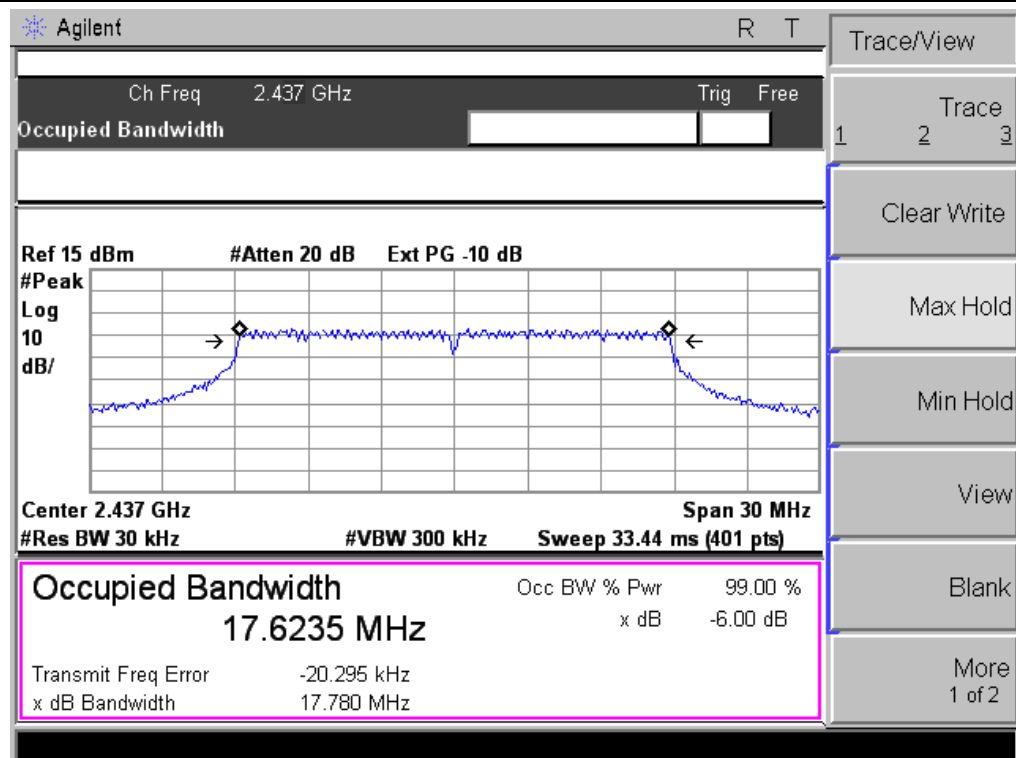 Agilent R T
Ch Freq 2.437 GHz Trig Free
Occupied Bandwidth
Ref 15 dBm #Atten 20 dB Ext PG -10 dB
#Peak
Log
10
dB/
Center 2.437 GHz Span 30 MHz
#Res BW 30 kHz #VBW 300 kHz Sweep 33.44 ms (401 pts)
Occupied Bandwidth Occ BW % Pwr 99.00 %
17.6235 MHz x dB -6.00 dB
Transmit Freq Error -20.295 kHz
x dB Bandwidth 17.780 MHz
Trace/View
Trace
1 2 3
Clear Write
Max Hold
Min Hold
View
Blank
More
1 of 2